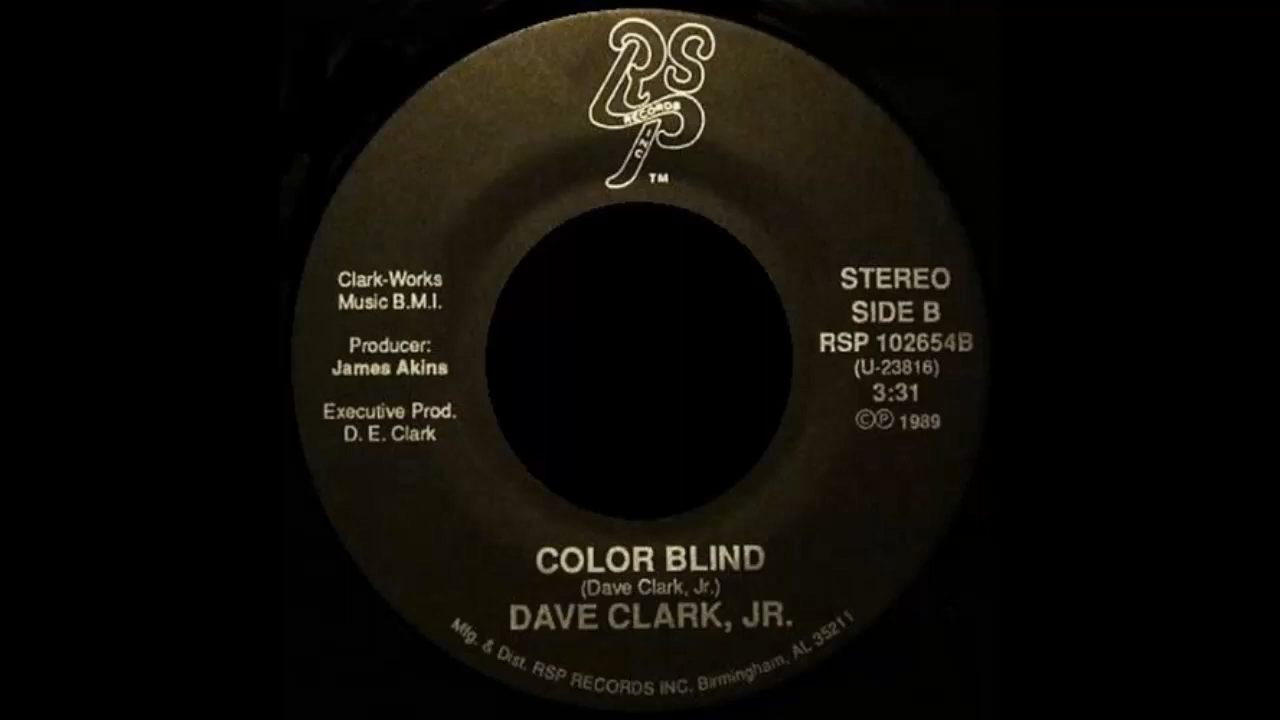 RSP
RECORDS
INC
TM
Clark-Works
Music B.M.I.
Producer:
James Akins
Executive Prod.
D. E. Clark
STEREO
SIDE B
RSP 102654B
(U-23816)
3:31
©℗ 1989
COLOR BLIND
(Dave Clark, Jr.)
DAVE CLARK, JR.
Mfg. & Dist. RSP RECORDS INC. Birmingham, AL 35211